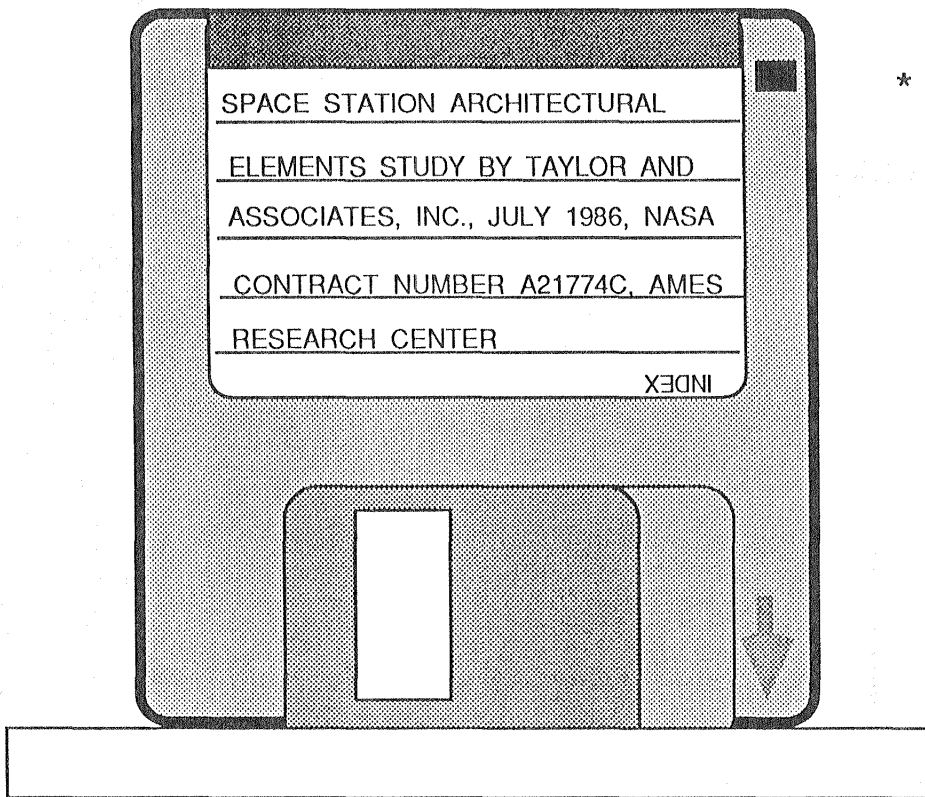 *
SPACE STATION ARCHITECTURAL
ELEMENTS STUDY BY TAYLOR AND
ASSOCIATES, INC., JULY 1986, NASA
CONTRACT NUMBER A21774C, AMES
RESEARCH CENTER
INDEX